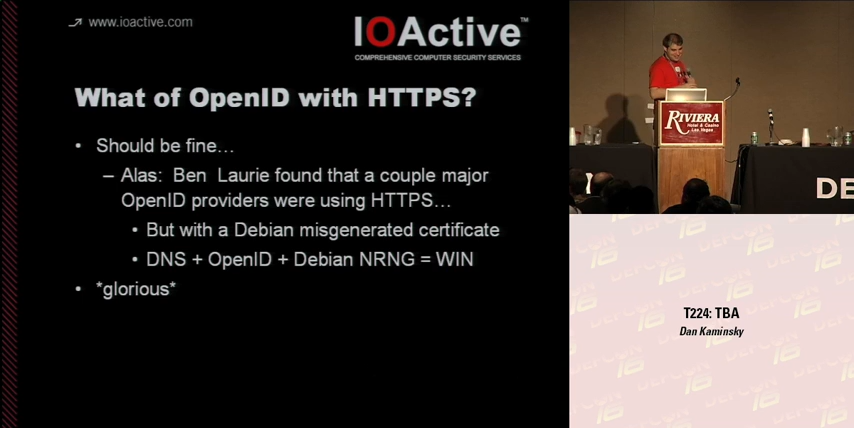 www.ioactive.com
IOActive™
COMPREHENSIVE COMPUTER SECURITY SERVICES
What of OpenID with HTTPS?
• Should be fine…
– Alas: Ben Laurie found that a couple major
OpenID providers were using HTTPS…
• But with a Debian misgenerated certificate
• DNS + OpenID + Debian NRNG = WIN
• *glorious*
RIVIERA
Hotel & Casino
Las Vegas
DE
T224: TBA
Dan Kaminsky
DEFCON 16